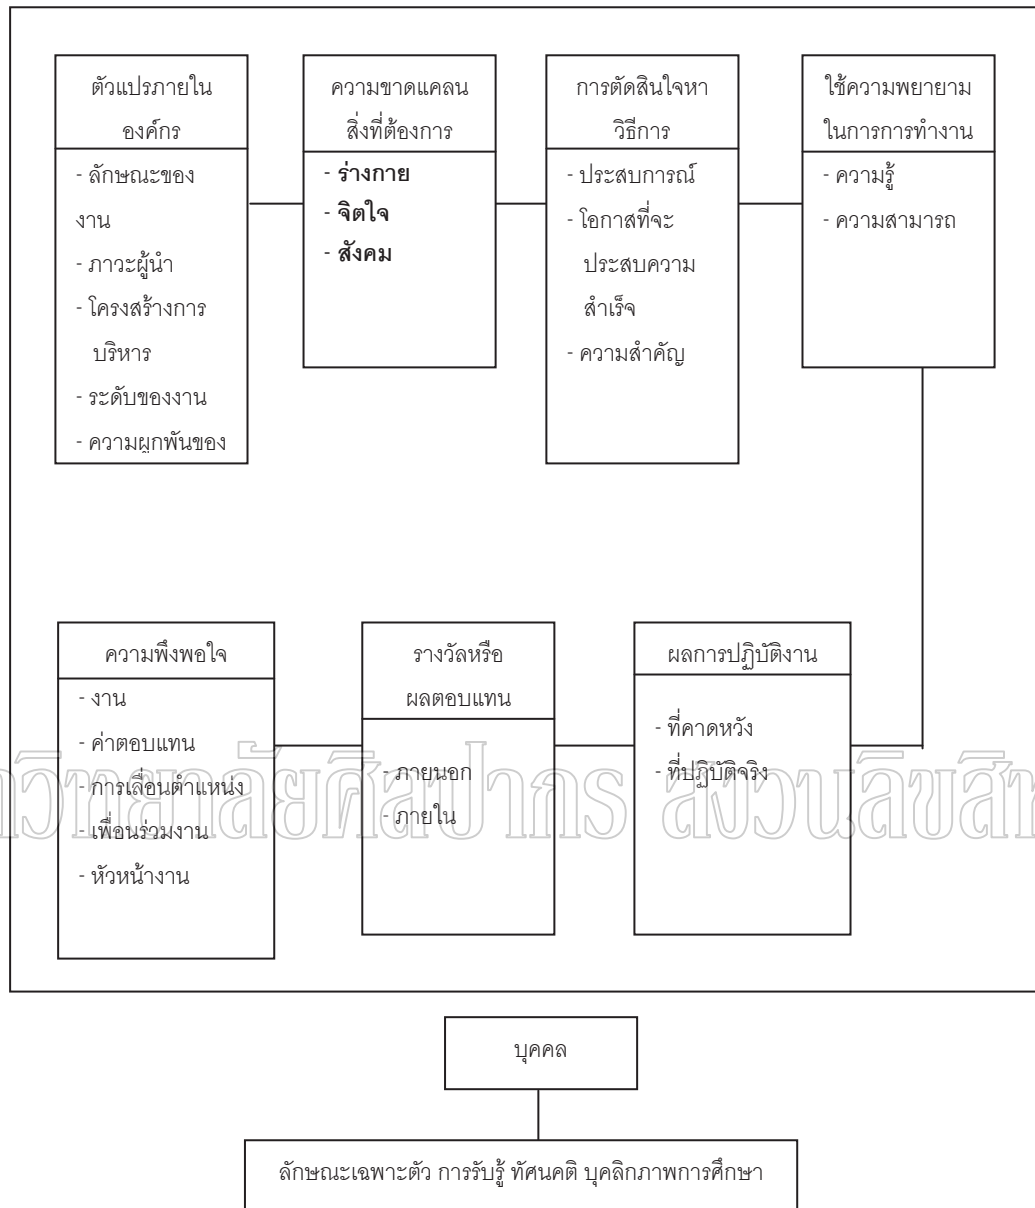 ตัวแปรภายใน
องค์กร
- ลักษณะของ
งาน
- ภาวะผู้นำ
- โครงสร้างการ
บริหาร
- ระดับของงาน
- ความผูกพันของ
ความขาดแคลน
สิ่งที่ต้องการ
- ร่างกาย
- จิตใจ
- สังคม
การตัดสินใจหา
วิธีการ
- ประสบการณ์
- โอกาสที่จะ
ประสบความ
สำเร็จ
- ความสำคัญ
ใช้ความพยายาม
ในการการทำงาน
- ความรู้
- ความสามารถ
ความพึงพอใจ
- งาน
- ค่าตอบแทน
- การเลื่อนตำแหน่ง
- เพื่อนร่วมงาน
- หัวหน้างาน
รางวัลหรือ
ผลตอบแทน
- ภายนอก
- ภายใน
ผลการปฏิบัติงาน
- ที่คาดหวัง
- ที่ปฏิบัติจริง
บุคคล
ลักษณะเฉพาะตัว การรับรู้ ทัศนคติ บุคลิกภาพการศึกษา